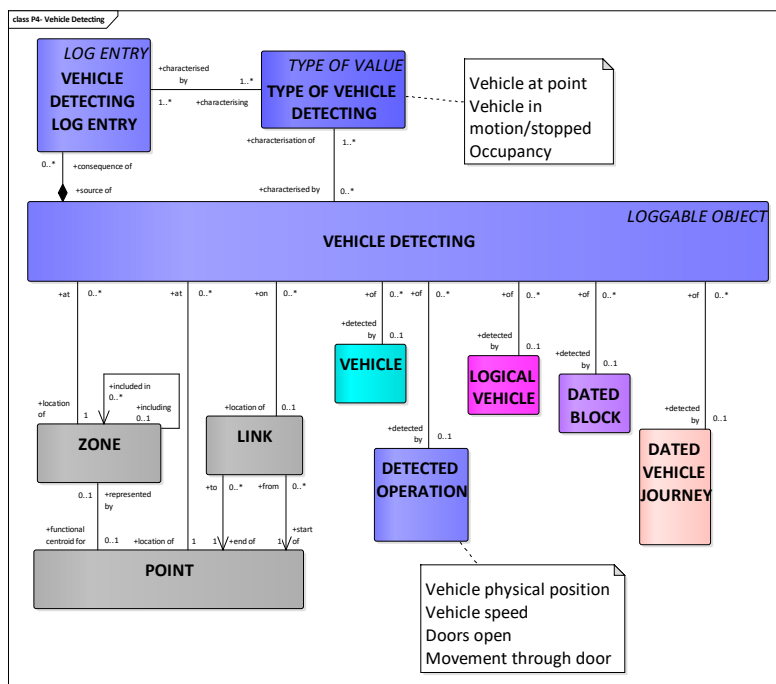 class P4- Vehicle Detecting
LOG ENTRY
VEHICLE
DETECTING
LOG ENTRY
+characterised
by
1..*
1..*
+characterising
TYPE OF VALUE
TYPE OF VEHICLE
DETECTING
Vehicle at point
Vehicle in
motion/stopped
Occupancy
0..*
+consequence of
+source of
+characterisation of
1..*
+characterised by
0..*
LOGGABLE OBJECT
VEHICLE DETECTING
+at
0..*
+at
0..*
+on
0..*
+of
0..*
+of
0..*
+of
0..*
+of
0..*
+of
0..*
+detected
by
0..1
VEHICLE
+detected
by
0..1
LOGICAL
VEHICLE
+detected
by
0..1
DATED
BLOCK
+included in
0..*
+including
0..1
+location
of
1
ZONE
+location of
0..1
LINK
+detected
by
0..1
DETECTED
OPERATION
+detected
by
0..1
DATED
VEHICLE
JOURNEY
0..1
+represented
by
+to
0..*
+from
0..*
+functional
centroid for
0..1
+location of
1
1
+end of
1
+start
of
POINT
Vehicle physical position
Vehicle speed
Doors open
Movement through door